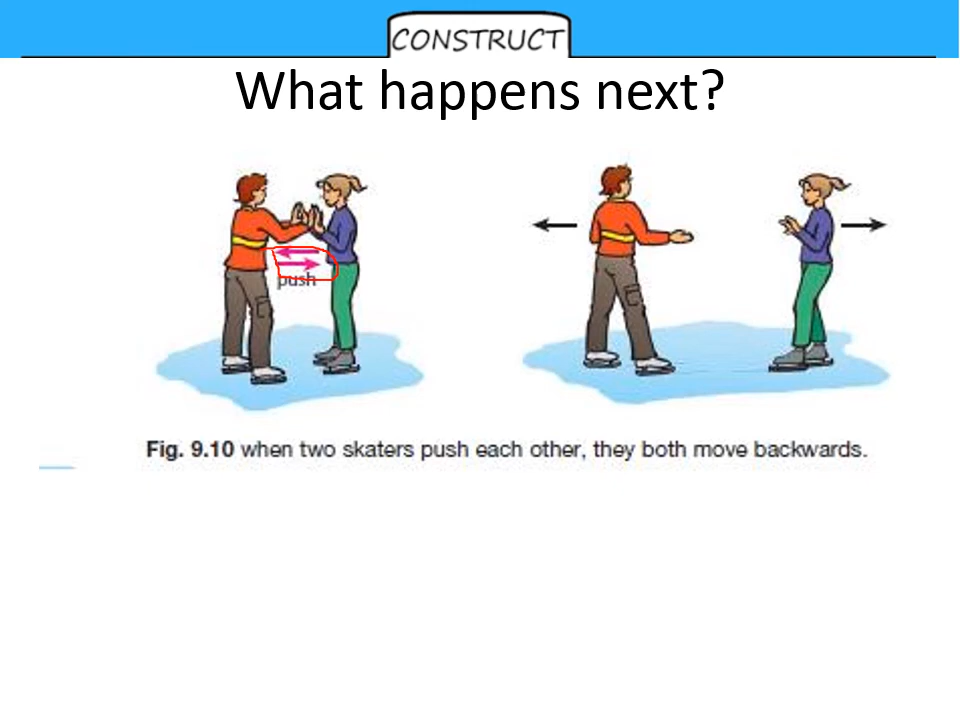 CONSTRUCT
What happens next?
push
Fig. 9.10 when two skaters push each other, they both move backwards.